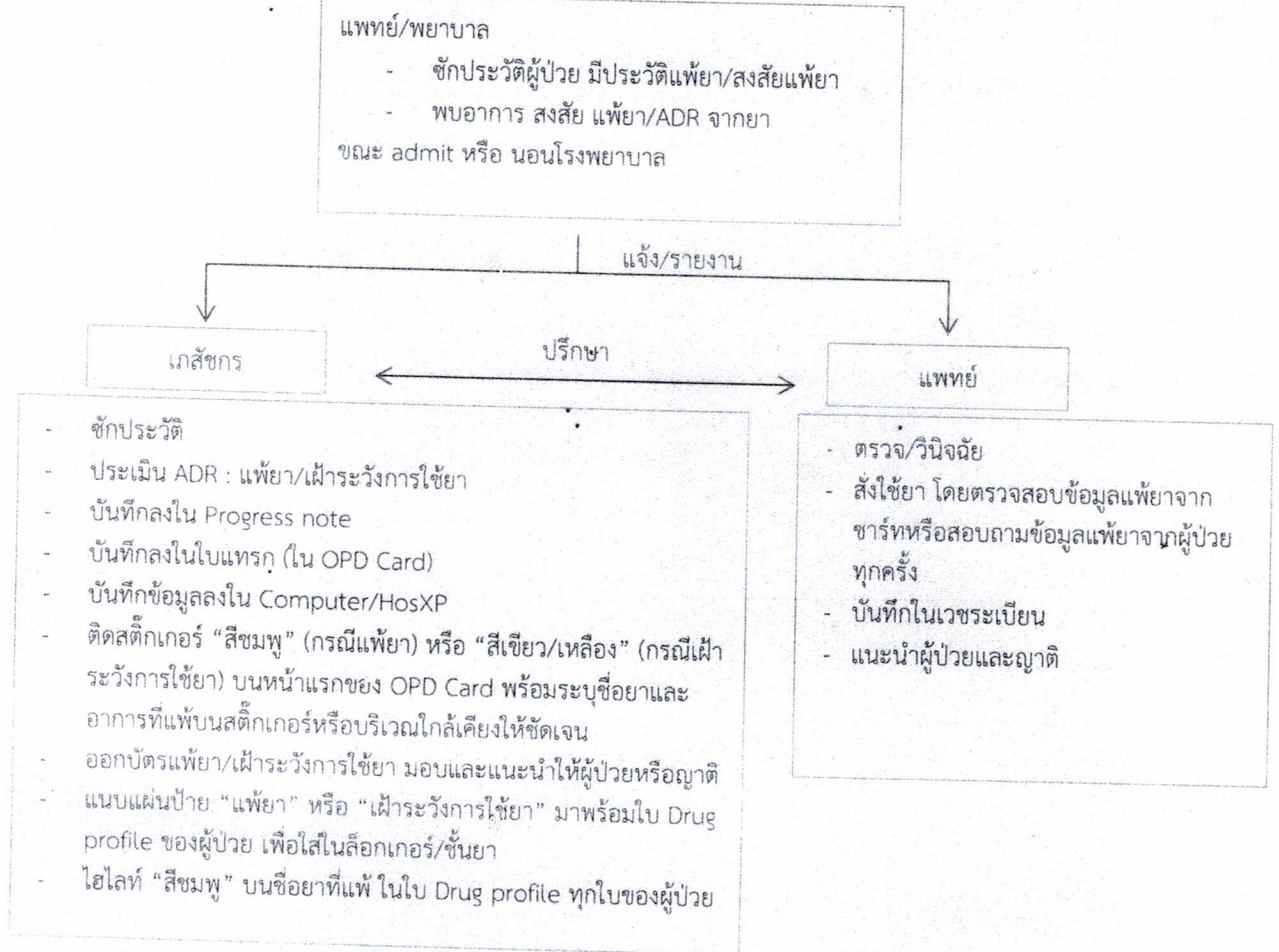 แพทย์/พยาบาล
- ซักประวัติผู้ป่วย มีประวัติแพ้ยา/สงสัยแพ้ยา
- พบอาการ สงสัย แพ้ยา/ADR จากยา
ขณะ admit หรือ นอนโรงพยาบาล
แจ้ง/รายงาน
เภสัชกร
ปรึกษา
แพทย์
- ซักประวัติ
- ประเมิน ADR : แพ้ยา/เฝ้าระวังการใช้ยา
- บันทึกลงใน Progress note
- บันทึกลงในใบแทรก (ใน OPD Card)
- บันทึกข้อมูลลงใน Computer/HosXP
- ติดสติ๊กเกอร์ “สีชมพู” (กรณีแพ้ยา) หรือ “สีเขียว/เหลือง” (กรณีเฝ้า
ระวังการใช้ยา) บนหน้าแรกของ OPD Card พร้อมระบุชื่อยาและ
อาการที่แพ้บนสติ๊กเกอร์หรือบริเวณใกล้เคียงให้ชัดเจน
- ออกบัตรแพ้ยา/เฝ้าระวังการใช้ยา มอบและแนะนำให้ผู้ป่วยหรือญาติ
- แนบแผ่นป้าย “แพ้ยา” หรือ “เฝ้าระวังการใช้ยา” มาพร้อมใบ Drug
profile ของผู้ป่วย เพื่อใส่ในล็อกเกอร์/ชั้นยา
- ไฮไลท์ “สีชมพู” บนชื่อยาที่แพ้ ในใบ Drug profile ทุกใบของผู้ป่วย
- ตรวจ/วินิจฉัย
- สั่งใช้ยา โดยตรวจสอบข้อมูลแพ้ยาจาก
ชาร์ทหรือสอบถามข้อมูลแพ้ยาจากผู้ป่วย
ทุกครั้ง
- บันทึกในเวชระเบียน
- แนะนำผู้ป่วยและญาติ